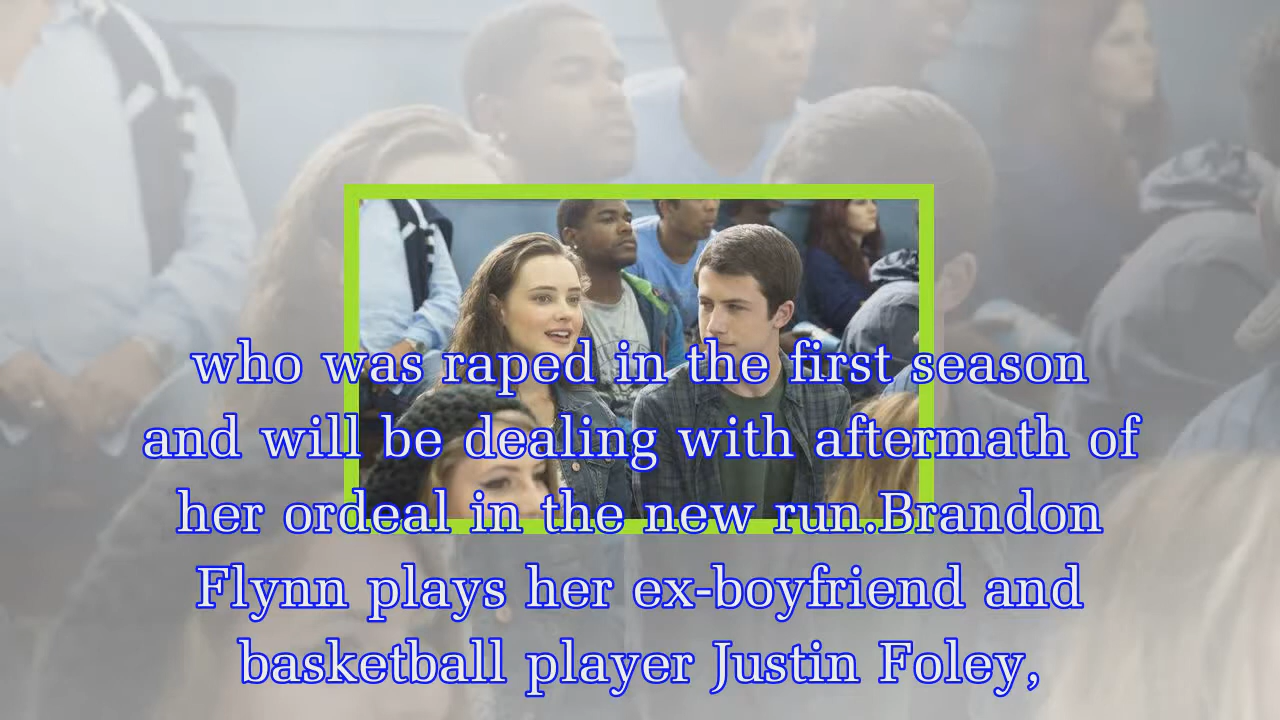 who was raped in the first season
and will be dealing with aftermath of
her ordeal in the new run.Brandon
Flynn plays her ex-boyfriend and
basketball player Justin Foley,